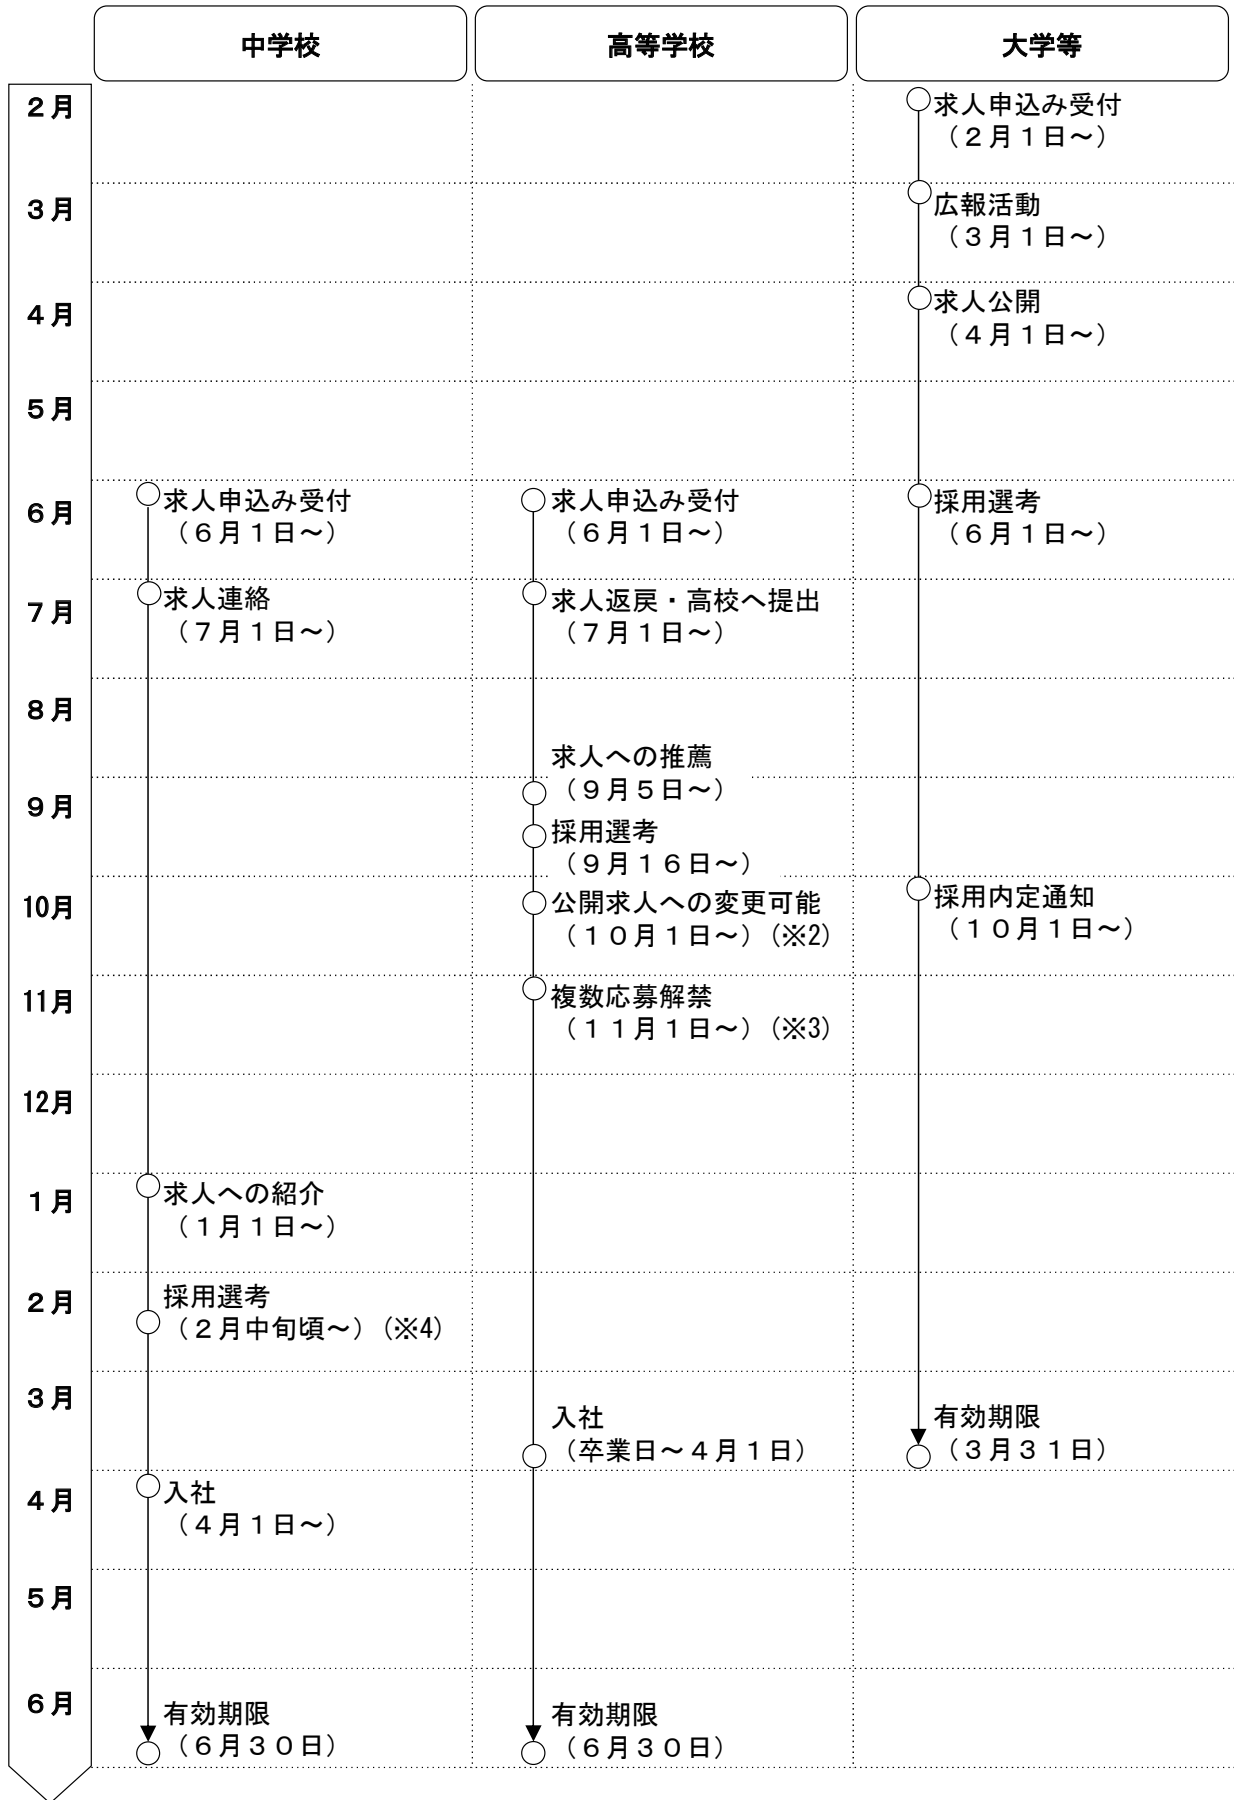 中学校
高等学校
大学等
２月
求人申込み受付
（２月１日～）
３月
広報活動
（３月１日～）
４月
求人公開
（４月１日～）
５月
６月
求人申込み受付
（６月１日～）
求人申込み受付
（６月１日～）
採用選考
（６月１日～）
７月
求人連絡
（７月１日～）
求人返戻・高校へ提出
（７月１日～）
８月
求人への推薦
（９月５日～）
９月
採用選考
（９月１６日～）
10月
公開求人への変更可能
（１０月１日～）（※2）
採用内定通知
（１０月１日～）
11月
複数応募解禁
（１１月１日～）（※3）
12月
１月
求人への紹介
（１月１日～）
２月
採用選考
（２月中旬頃～）（※4）
３月
入社
（卒業日～４月１日）
有効期限
（３月３１日）
４月
入社
（４月１日～）
５月
６月
有効期限
（６月３０日）
有効期限
（６月３０日）